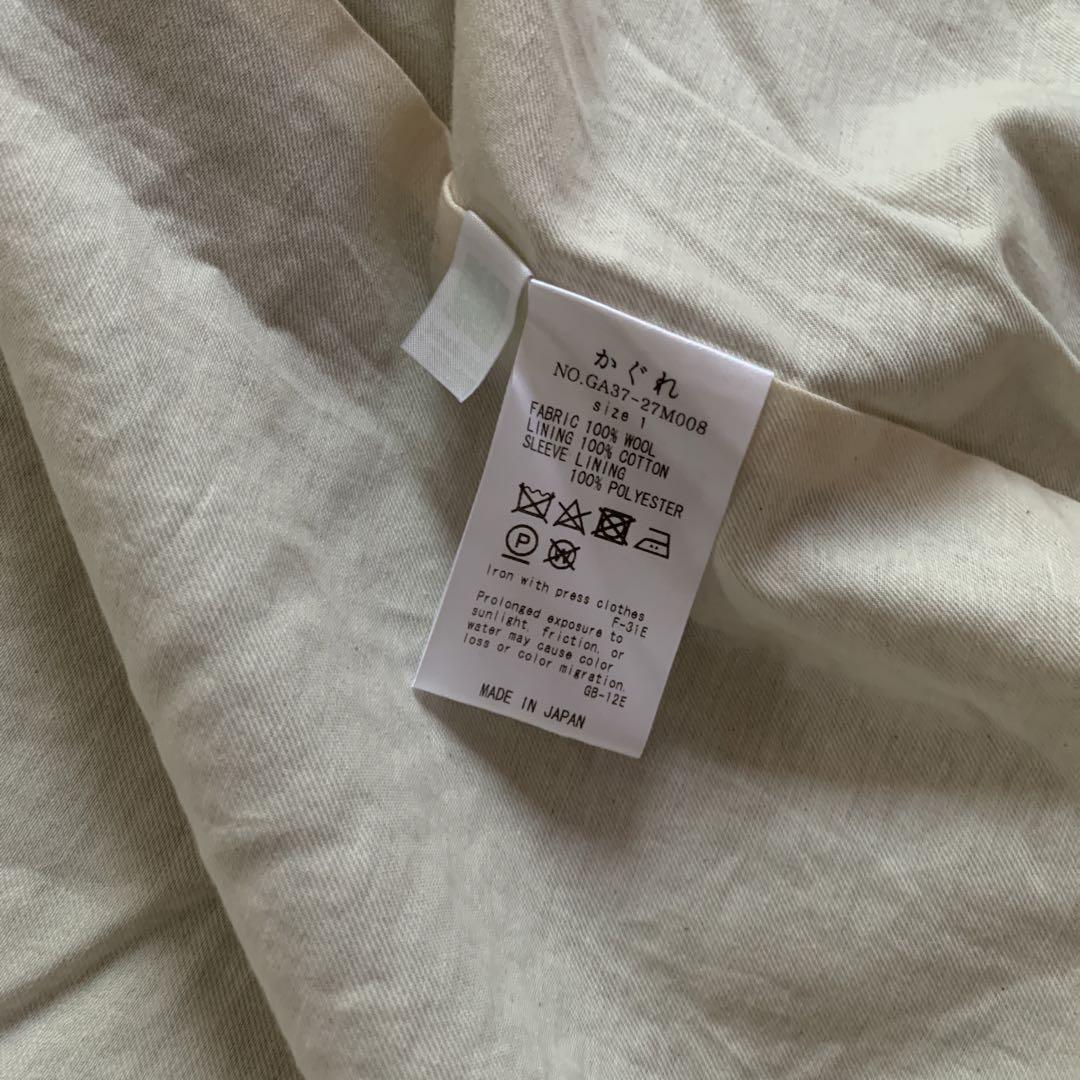 かぐれ
NO.GA37-27M008
size 1
FABRIC 100% WOOL
LINING 100% COTTON
SLEEVE LINING
100% POLYESTER
P
W
Iron with press clothes
F-31E
Prolonged exposure to
sunlight, friction, or
water may cause color
loss or color migration.
GB-12E
MADE IN JAPAN